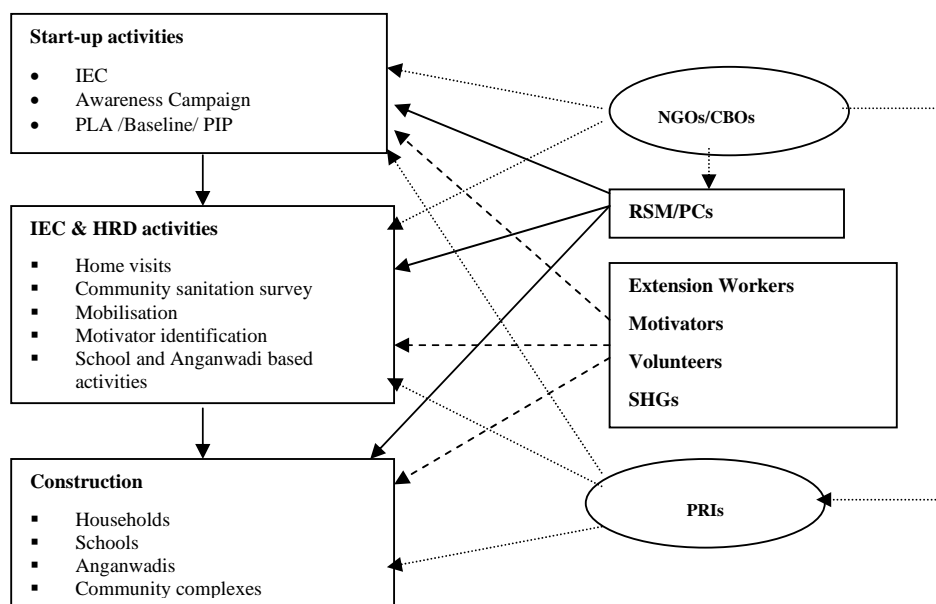 Start-up activities
• IEC
• Awareness Campaign
• PLA /Baseline/ PIP
IEC & HRD activities
▪ Home visits
▪ Community sanitation survey
▪ Mobilisation
▪ Motivator identification
▪ School and Anganwadi based
activities
Construction
▪ Households
▪ Schools
▪ Anganwadis
▪ Community complexes
NGOs/CBOs
RSM/PCs
Extension Workers
Motivators
Volunteers
SHGs
PRIs